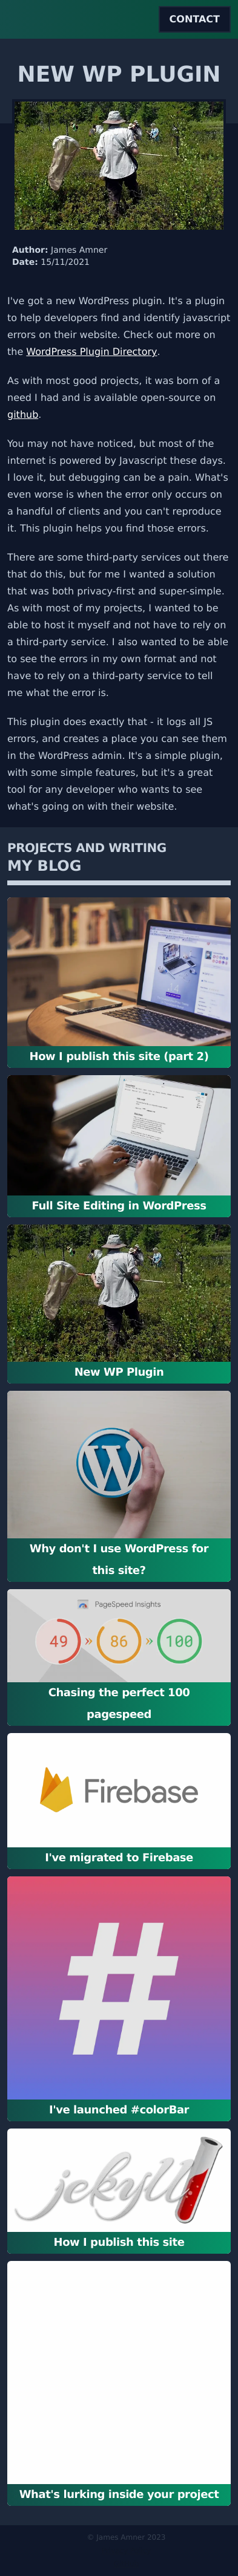 CONTACT
NEW WP PLUGIN
Author: James Amner
Date: 15/11/2021
I've got a new WordPress plugin. It's a plugin
to help developers find and identify javascript
errors on their website. Check out more on
the WordPress Plugin Directory.
As with most good projects, it was born of a
need I had and is available open-source on
github.
You may not have noticed, but most of the
internet is powered by Javascript these days.
I love it, but debugging can be a pain. What's
even worse is when the error only occurs on
a handful of clients and you can't reproduce
it. This plugin helps you find those errors.
There are some third-party services out there
that do this, but for me I wanted a solution
that was both privacy-first and super-simple.
As with most of my projects, I wanted to be
able to host it myself and not have to rely on
a third-party service. I also wanted to be able
to see the errors in my own format and not
have to rely on a third-party service to tell
me what the error is.
This plugin does exactly that - it logs all JS
errors, and creates a place you can see them
in the WordPress admin. It's a simple plugin,
with some simple features, but it's a great
tool for any developer who wants to see
what's going on with their website.
PROJECTS AND WRITING
MY BLOG
How I publish this site (part 2)
Full Site Editing in WordPress
New WP Plugin
Why don't I use WordPress for
this site?
PageSpeed Insights
49 » 86 » 100
Chasing the perfect 100
pagespeed
Firebase
I've migrated to Firebase
#
I've launched #colorBar
jekyll
How I publish this site
What's lurking inside your project
© James Amner 2023